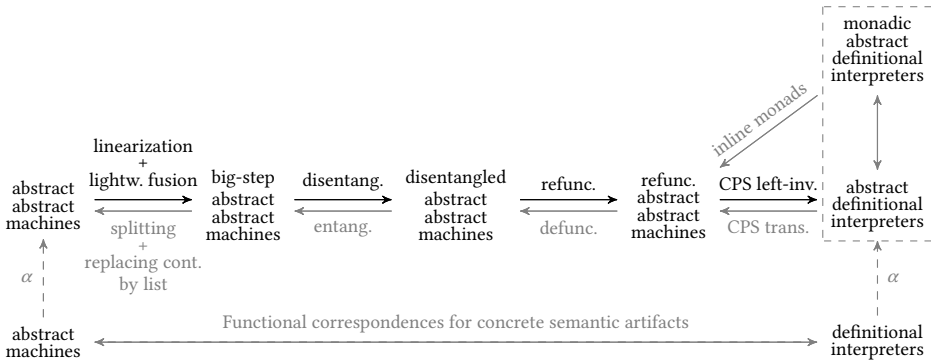 monadic
abstract
definitional
interpreters
inline monads
linearization
+
lightw. fusion
abstract
abstract
machines
splitting
+
replacing cont.
by list
big-step
abstract
abstract
machines
disentang.
entang.
disentangled
abstract
abstract
machines
refunc.
defunc.
refunc.
abstract
abstract
machines
CPS left-inv.
CPS trans.
abstract
definitional
interpreters
α
α
Functional correspondences for concrete semantic artifacts
abstract
machines
definitional
interpreters